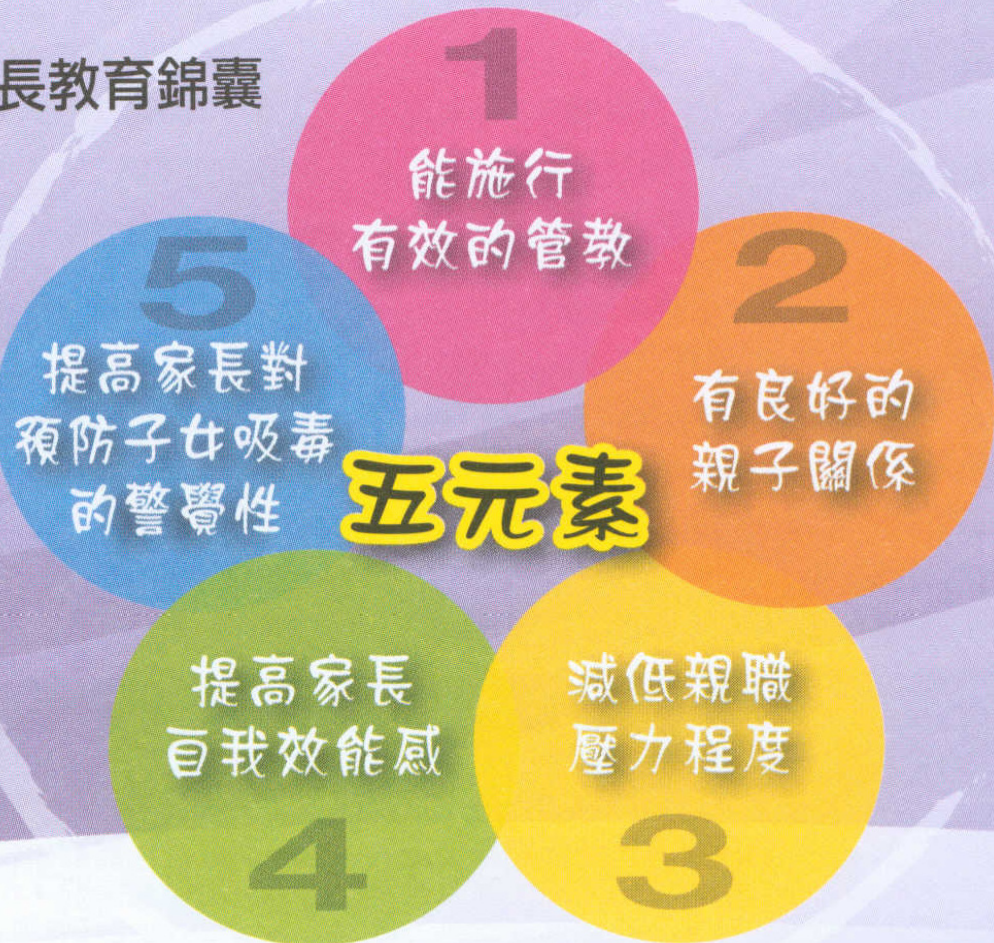 長教育錦囊
1
能施行
有效的管教
2
有良好的
親子關係
3
減低親職
壓力程度
4
提高家長
自我效能感
5
提高家長對
預防子女吸毒
的警覺性
五元素